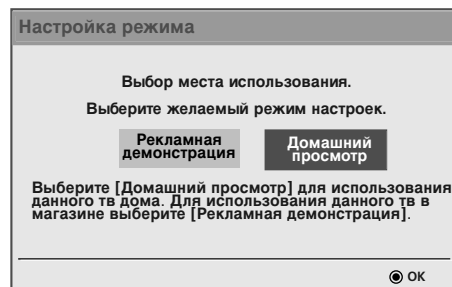 Настройка режима
Выбор места использования.
Выберите желаемый режим настроек.
Рекламная
демонстрация
Домашний
просмотр
Выберите [Домашний просмотр] для использования
данного тв дома. Для использования данного тв в
магазине выберите [Рекламная демонстрация].
ОК